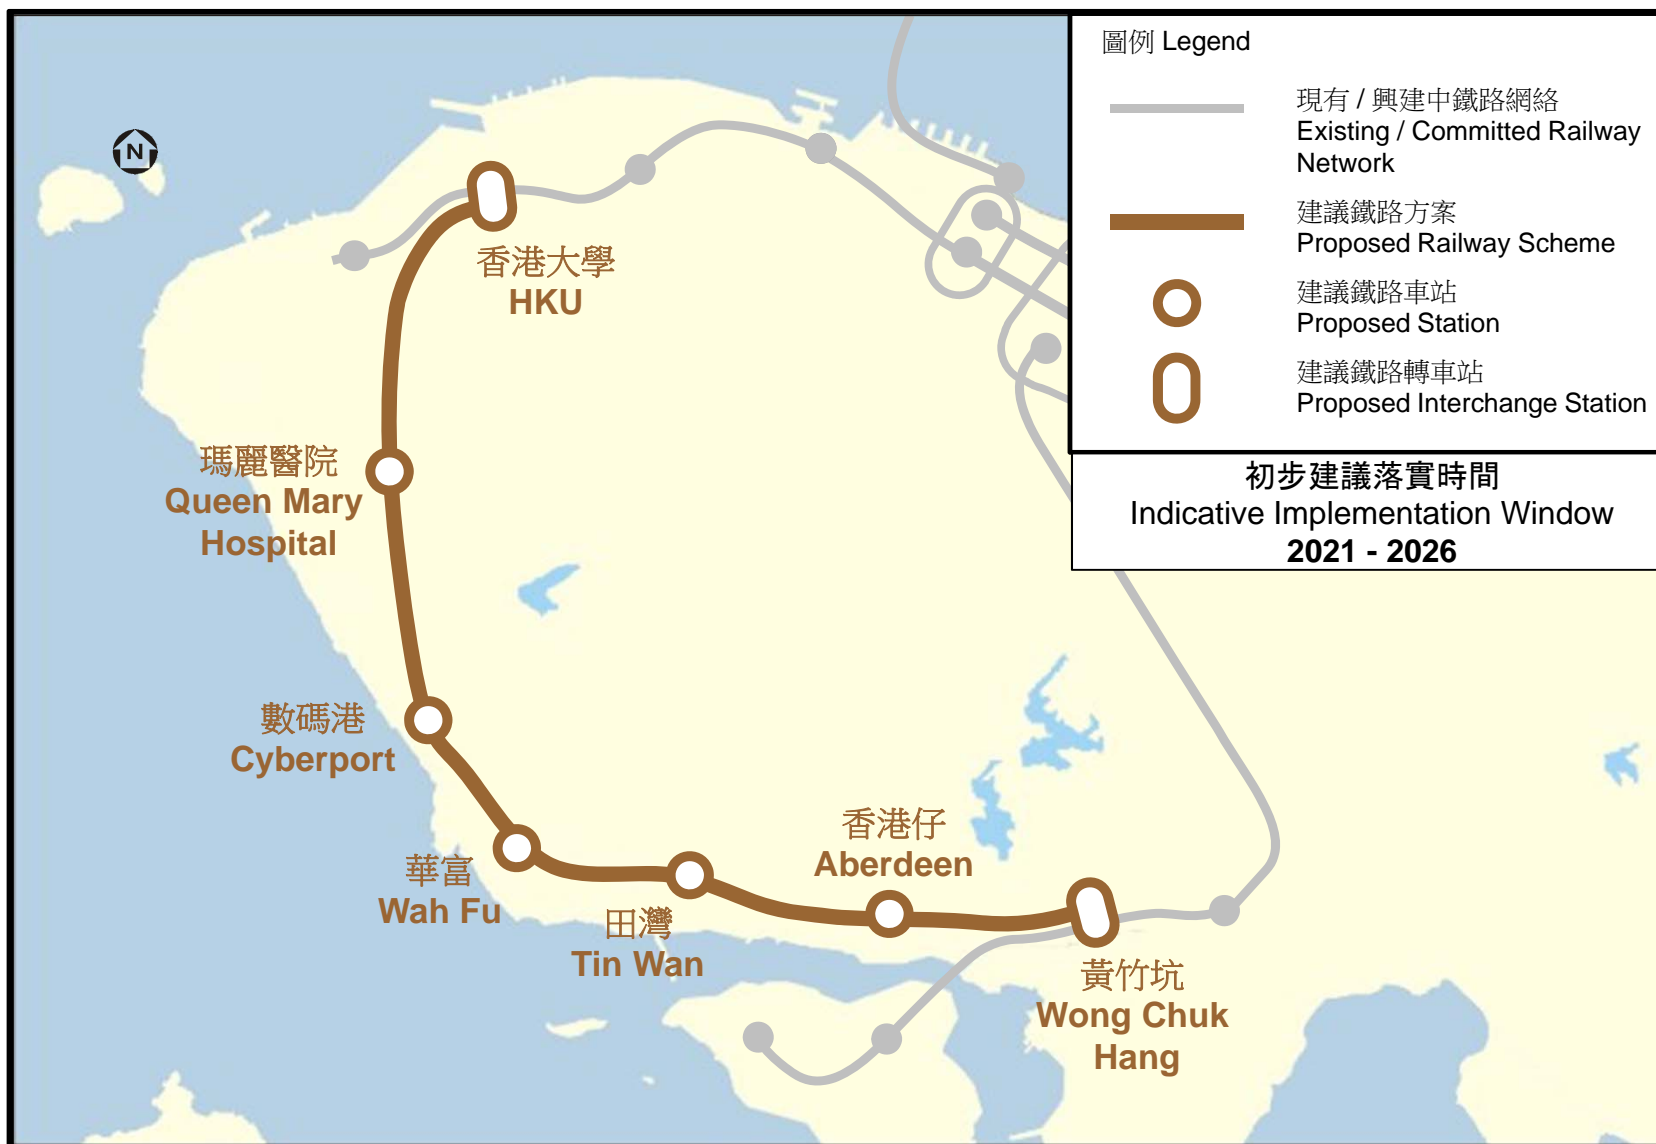 圖例 Legend
現有 / 興建中鐵路網絡
Existing / Committed Railway
Network
建議鐵路方案
Proposed Railway Scheme
建議鐵路車站
Proposed Station
建議鐵路轉車站
Proposed Interchange Station
初步建議落實時間
Indicative Implementation Window
2021 - 2026
N
香港大學
HKU
瑪麗醫院
Queen Mary
Hospital
數碼港
Cyberport
華富
Wah Fu
田灣
Tin Wan
香港仔
Aberdeen
黃竹坑
Wong Chuk
Hang